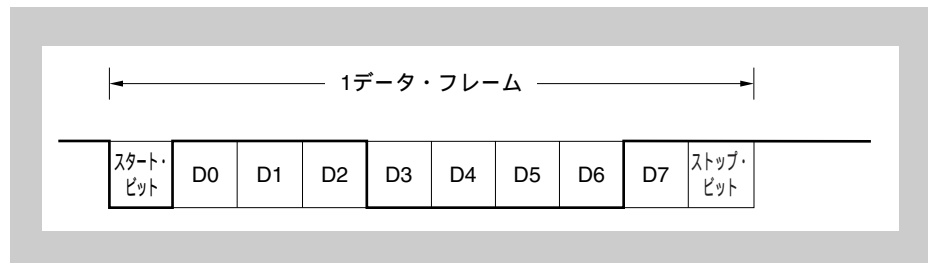 1データ・フレーム
スタート・
ビット
D0
D1
D2
D3
D4
D5
D6
D7
ストップ・
ビット